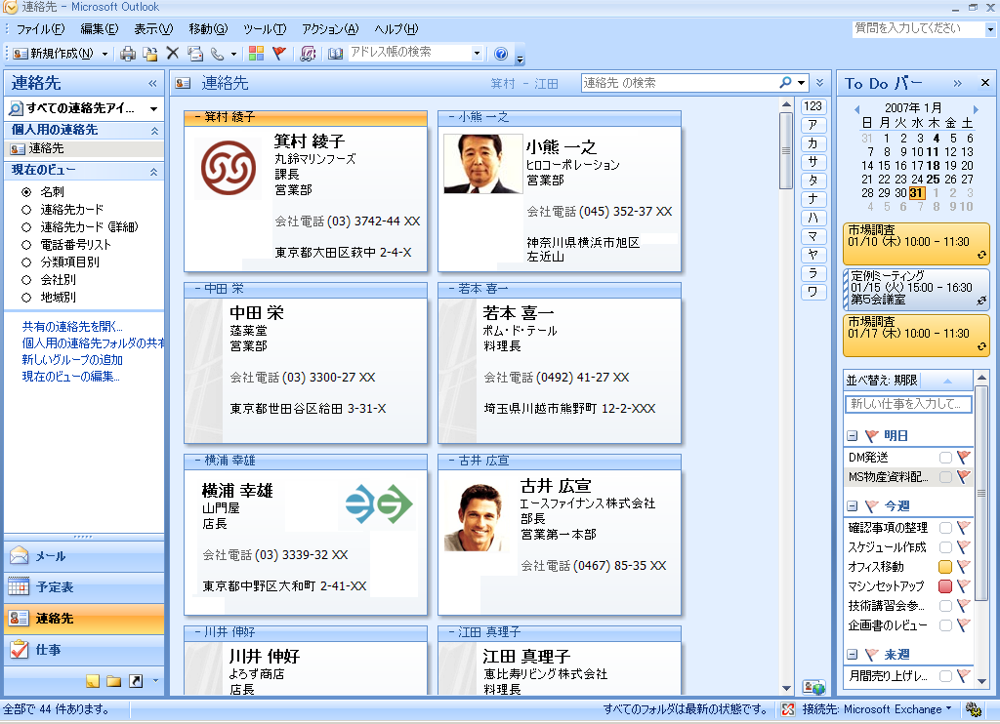 連絡先 - Microsoft Outlook
ファイル(F) 編集(E) 表示(V) 移動(G) ツール(T) アクション(A) ヘルプ(H)
質問を入力してください
新規作成(N) アドレス帳の検索
連絡先 «
すべての連絡先アイ...
個人用の連絡先
連絡先
現在のビュー
名刺
連絡先カード
連絡先カード (詳細)
電話番号リスト
分類項目別
会社別
地域別
共有の連絡先を開く...
個人用の連絡先フォルダの共有
新しいグループの追加
現在のビューの編集...
メール
予定表
連絡先
仕事
連絡先 箕村 - 江田 連絡先 の検索
箕村 綾子
箕村 綾子
丸鈴マリンフーズ
課長
営業部
会社電話 (03) 3742-44 XX
東京都大田区萩中 2-4-X
小熊 一之
小熊 一之
ヒロコーポレーション
営業部
会社電話 (045) 352-37 XX
神奈川県横浜市旭区
左近山
中田 栄
中田 栄
蓬莱堂
営業部
会社電話 (03) 3300-27 XX
東京都世田谷区給田 3-31-X
若本 喜一
若本 喜一
ポム・ド・テール
料理長
会社電話 (0492) 41-27 XX
埼玉県川越市熊野町 12-2-XXX
横浦 幸雄
横浦 幸雄
山門屋
店長
会社電話 (03) 3339-32 XX
東京都中野区大和町 2-41-XX
古井 広宣
古井 広宣
エースファイナンス株式会社
部長
営業第一本部
会社電話 (0467) 85-35 XX
川井 伸好
川井 伸好
よろず商店
店長
江田 真理子
江田 真理子
恵比寿リビング株式会社
料理長
123
ア
カ
サ
タ
ナ
ハ
マ
ヤ
ラ
ワ
To Do バー »
2007年 1月
日 月 火 水 木 金 土
31 1 2 3 4 5 6
7 8 9 10 11 12 13
14 15 16 17 18 19 20
21 22 23 24 25 26 27
28 29 30 31 1 2 3
4 5 6 7 8 9 10
市場調査
01/10 (木) 10:00 - 11:30
定例ミーティング
01/15 (火) 15:00 - 16:30
第5会議室
市場調査
01/17 (木) 10:00 - 11:30
並べ替え: 期限
新しい仕事を入力して...
明日
DM発送
MS物産資料配...
今週
確認事項の整理
スケジュール作成
オフィス移動
マシンセットアップ
技術講習会参...
企画書のレビュー
来週
月間売り上げレ...
全部で 44 件あります。 すべてのフォルダは最新の状態です。 接続先: Microsoft Exchange